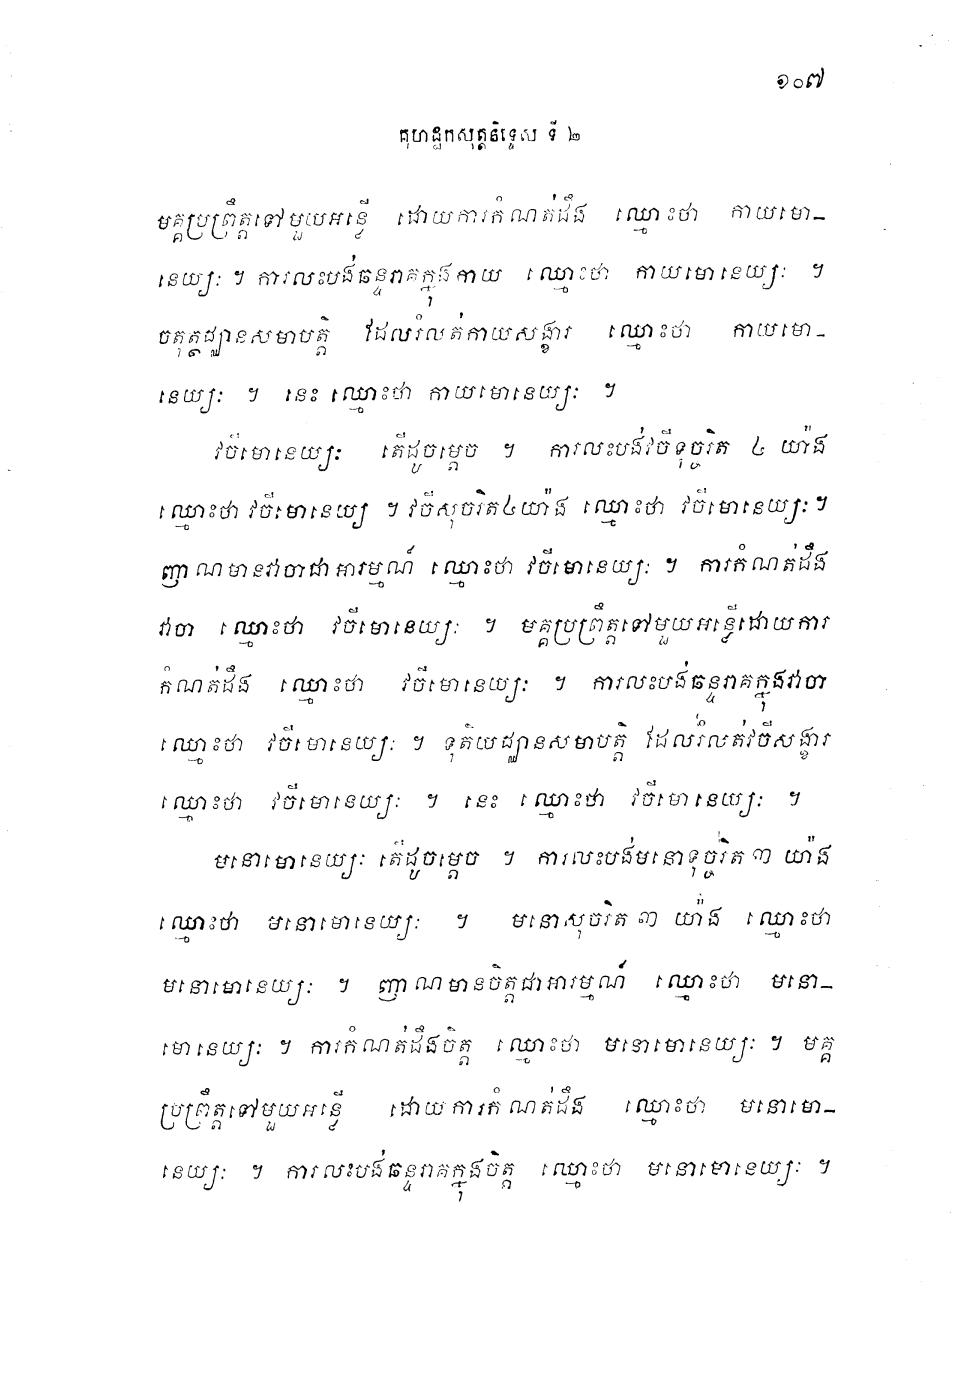 ១០៧
គុហដ្ឋកសុត្តនិទ្ទេស ទី ២
មគ្គប្រព្រឹត្តទៅមួយអន្ទើ ដោយការកំណត់ដឹង ឈ្មោះថា កាយមោ-
នេយ្យៈ ។ ការលះបង់ឆន្ទរាគក្នុងកាយ ឈ្មោះថា កាយមោនេយ្យៈ ។
ចតុត្ថជ្ឈានសមាបត្តិ ដែលរំលត់កាយសង្ខារ ឈ្មោះថា កាយមោ-
នេយ្យៈ ។ នេះ ឈ្មោះថា កាយមោនេយ្យៈ ។
វចីមោនេយ្យៈ តើដូចម្តេច ។ ការលះបង់វចីទុច្ចរិត ៤ យ៉ាង
ឈ្មោះថា វចីមោនេយ្យ ។ វចីសុចរិត៤យ៉ាង ឈ្មោះថា វចីមោនេយ្យៈ ។
ញាណមានវាចាជាអារម្មណ៍ ឈ្មោះថា វចីមោនេយ្យៈ ។ ការកំណត់ដឹង
វាចា ឈ្មោះថា វចីមោនេយ្យៈ ។ មគ្គប្រព្រឹត្តទៅមួយអន្ទើដោយការ
កំណត់ដឹង ឈ្មោះថា វចីមោនេយ្យៈ ។ ការលះបង់ឆន្ទរាគក្នុងវាចា
ឈ្មោះថា វចីមោនេយ្យៈ ។ ទុតិយជ្ឈានសមាបត្តិ ដែលរំលត់វចីសង្ខារ
ឈ្មោះថា វចីមោនេយ្យៈ ។ នេះ ឈ្មោះថា វចីមោនេយ្យៈ ។
មនោមោនេយ្យៈ តើដូចម្តេច ។ ការលះបង់មនោទុច្ចរិត ៣ យ៉ាង
ឈ្មោះថា មនោមោនេយ្យៈ ។ មនោសុចរិត ៣ យ៉ាង ឈ្មោះថា
មនោមោនេយ្យៈ ។ ញាណមានចិត្តជាអារម្មណ៍ ឈ្មោះថា មនោ-
មោនេយ្យៈ ។ ការកំណត់ដឹងចិត្ត ឈ្មោះថា មនោមោនេយ្យៈ ។ មគ្គ
ប្រព្រឹត្តទៅមួយអន្ទើ ដោយការកំណត់ដឹង ឈ្មោះថា មនោមោ-
នេយ្យៈ ។ ការលះបង់ឆន្ទរាគក្នុងចិត្ត ឈ្មោះថា មនោមោនេយ្យៈ ។